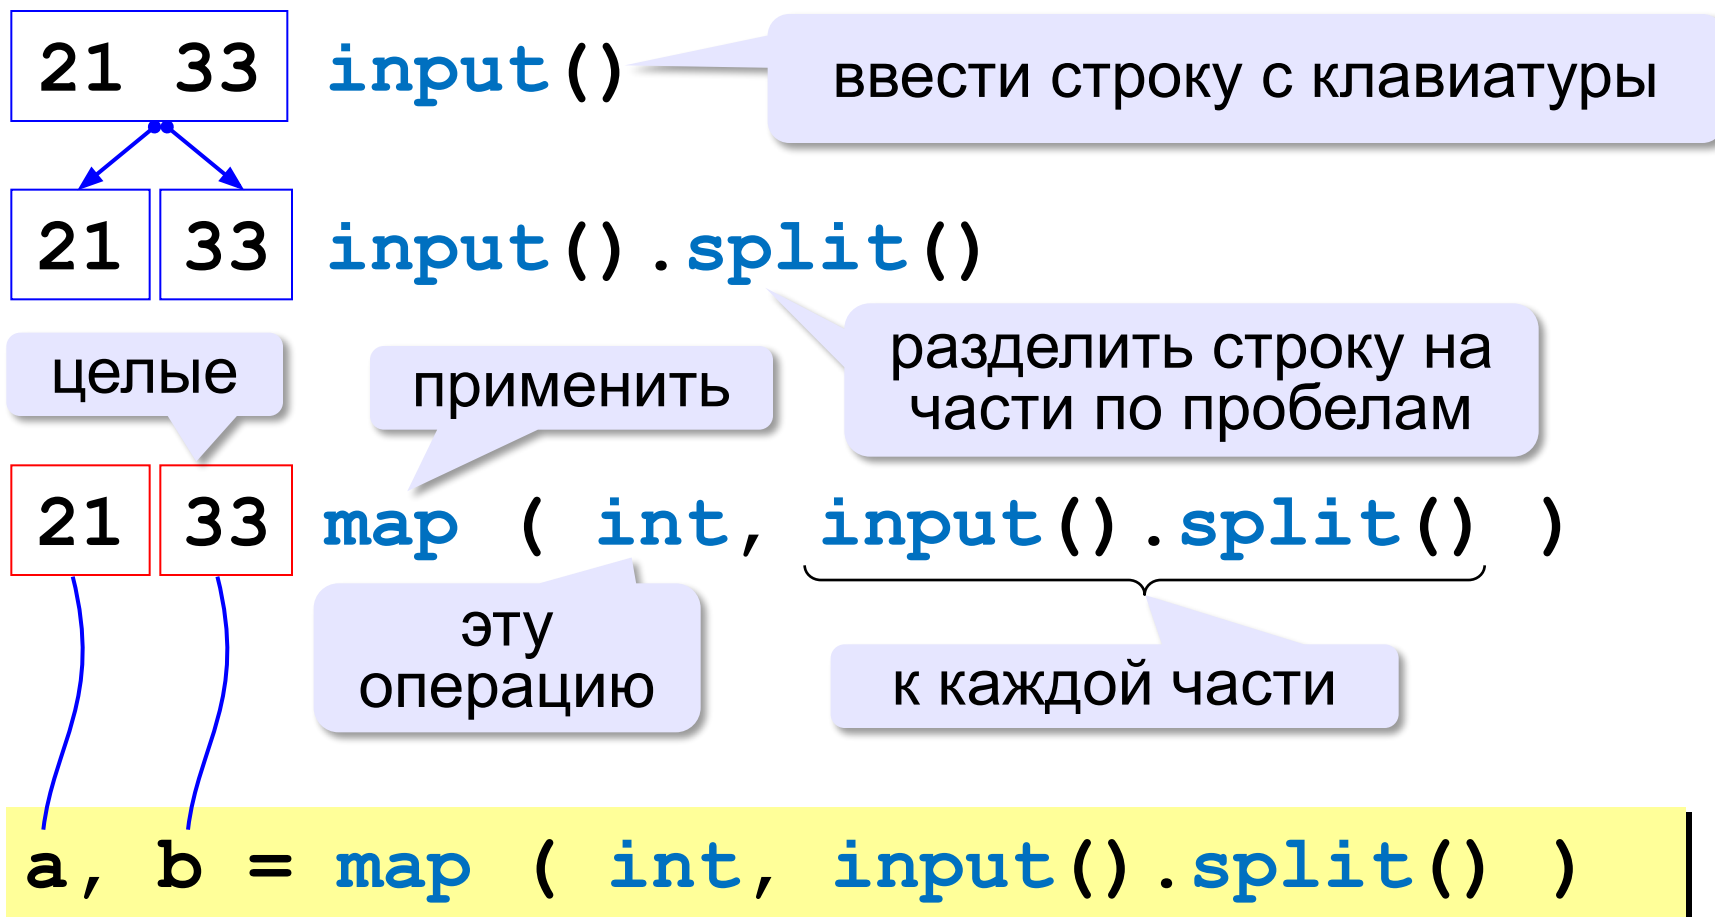 21 33 input() ввести строку с клавиатуры
21 33 input().split()
разделить строку на
части по пробелам
целые
применить
21 33 map ( int, input().split() )
эту
операцию
к каждой части
a, b = map ( int, input().split() )